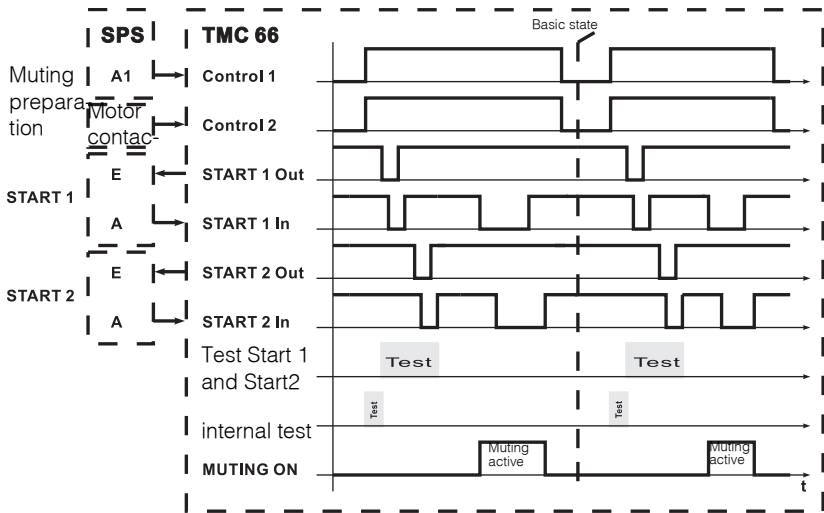 Basic state
SPS
TMC 66
Muting
prepara-
tion
A1
Control 1
Motor
contac-
Control 2
START 1
E
START 1 Out
A
START 1 In
START 2
E
START 2 Out
A
START 2 In
Test Start 1
and Start2
Test
Test
Test
Test
internal test
MUTING ON
Muting
active
Muting
active
t